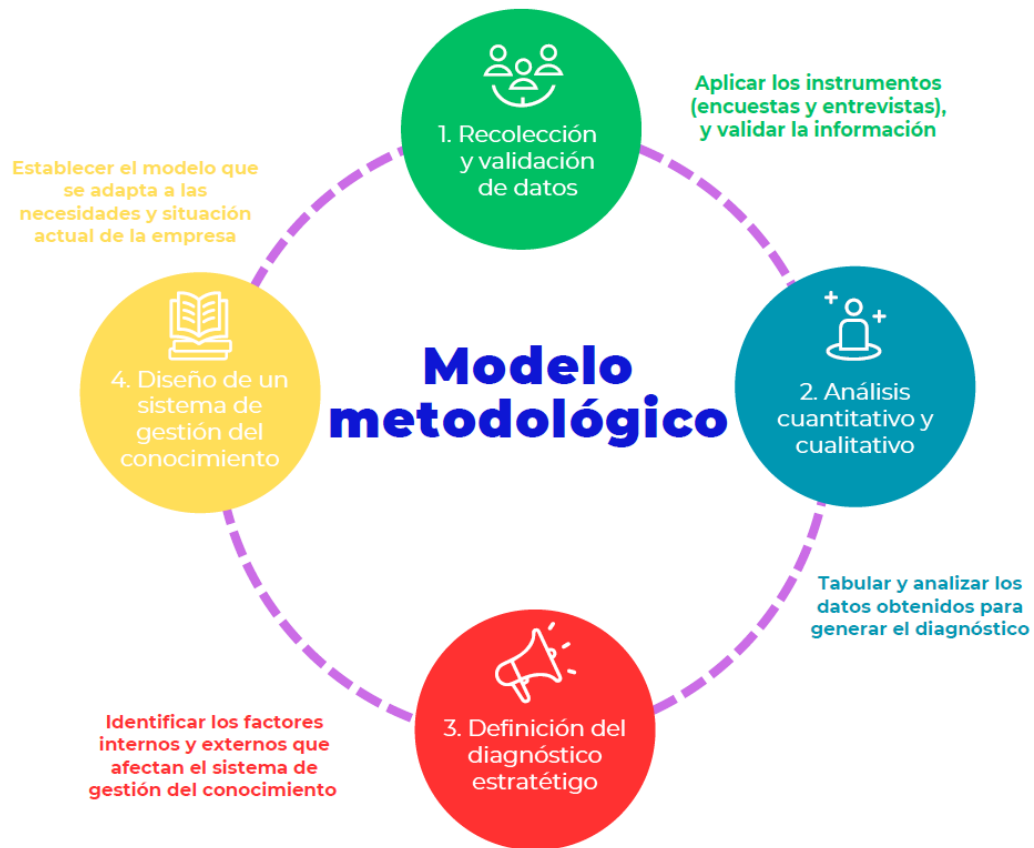 Modelo
metodológico
1. Recolección
y validación
de datos
Aplicar los instrumentos
(encuestas y entrevistas),
y validar la información
2. Análisis
cuantitativo y
cualitativo
Tabular y analizar los
datos obtenidos para
generar el diagnóstico
3. Definición del
diagnóstico
estratétigo
Identificar los factores
internos y externos que
afectan el sistema de
gestión del conocimiento
4. Diseño de un
sistema de
gestión del
conocimiento
Establecer el modelo que
se adapta a las
necesidades y situación
actual de la empresa